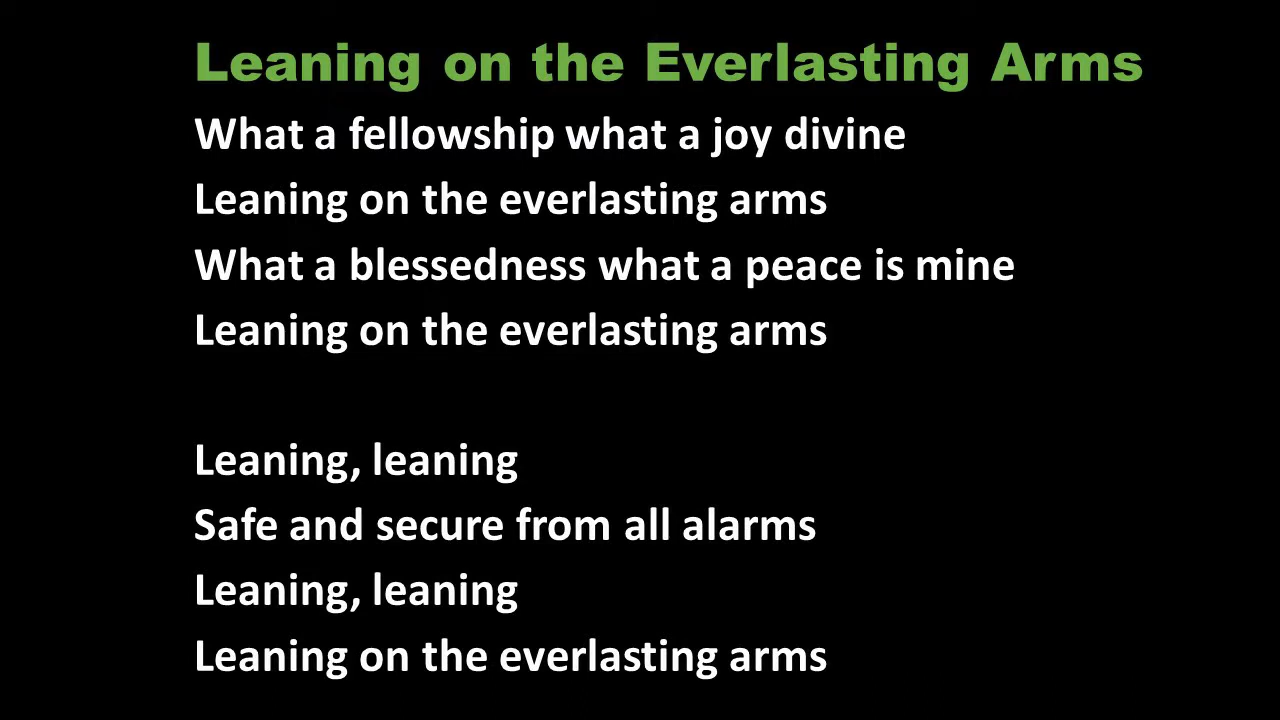 Leaning on the Everlasting Arms
What a fellowship what a joy divine
Leaning on the everlasting arms
What a blessedness what a peace is mine
Leaning on the everlasting arms
Leaning, leaning
Safe and secure from all alarms
Leaning, leaning
Leaning on the everlasting arms